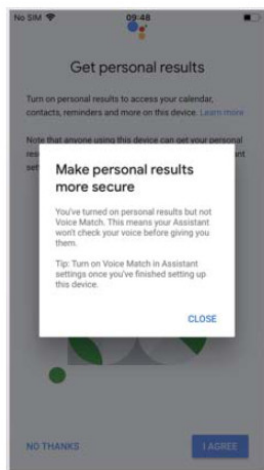 No SIM 09:48
Get personal results
Turn on personal results to access your calendar,
contacts, reminders and more on this device. Learn more
Note that anyone using this device can get your personal
Make personal results
more secure
You've turned on personal results but not
Voice Match. This means your Assistant
won't check your voice before giving you
them.
Tip: Turn on Voice Match in Assistant
settings once you've finished setting up
this device.
CLOSE
NO THANKS I AGREE